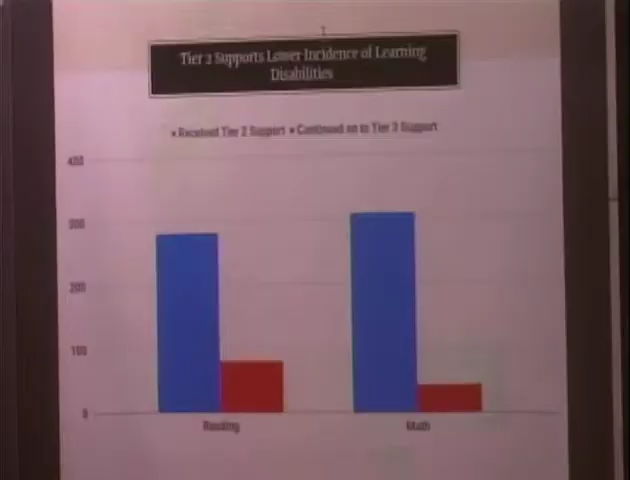 Tier 2 Supports Lower Incidence of Learning
Disabilities
Received Tier 2 Support Continued on to Tier 3 Support
400
300
200
100
0
Reading
Math